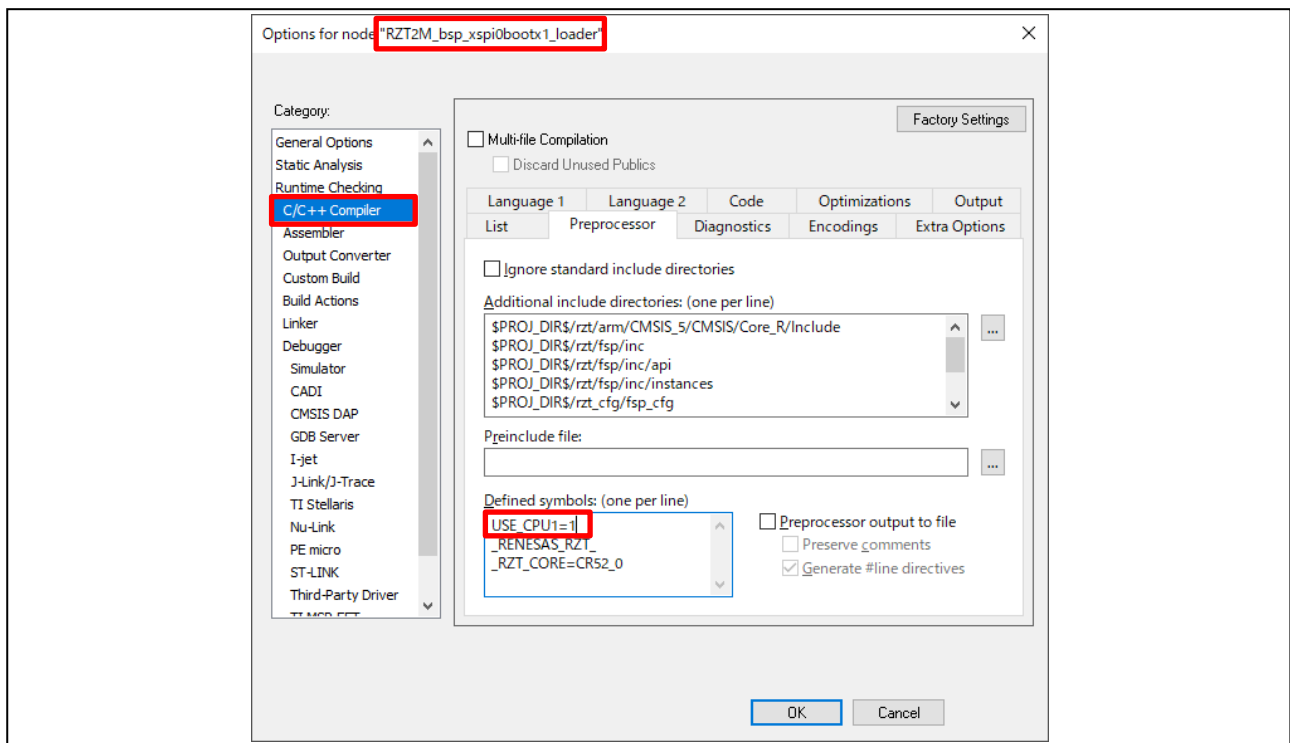 Options for node "RZT2M_bsp_xspi0bootx1_loader"
Category:
General Options
Static Analysis
Runtime Checking
C/C++ Compiler
Assembler
Output Converter
Custom Build
Build Actions
Linker
Debugger
Simulator
CADI
CMSIS DAP
GDB Server
I-jet
J-Link/J-Trace
TI Stellaris
Nu-Link
PE micro
ST-LINK
Third-Party Driver
Factory Settings
Multi-file Compilation
Discard Unused Publics
Language 1 Language 2 Code Optimizations Output
List Preprocessor Diagnostics Encodings Extra Options
Ignore standard include directories
Additional include directories: (one per line)
$PROJ_DIR$/rzt/arm/CMSIS_5/CMSIS/Core_R/Include
$PROJ_DIR$/rzt/fsp/inc
$PROJ_DIR$/rzt/fsp/inc/api
$PROJ_DIR$/rzt/fsp/inc/instances
$PROJ_DIR$/rzt_cfg/fsp_cfg
...
Preinclude file:
...
Defined symbols: (one per line)
USE_CPU1=1
_RENESAS_RZT_
_RZT_CORE=CR52_0
Preprocessor output to file
Preserve comments
Generate #line directives
OK Cancel